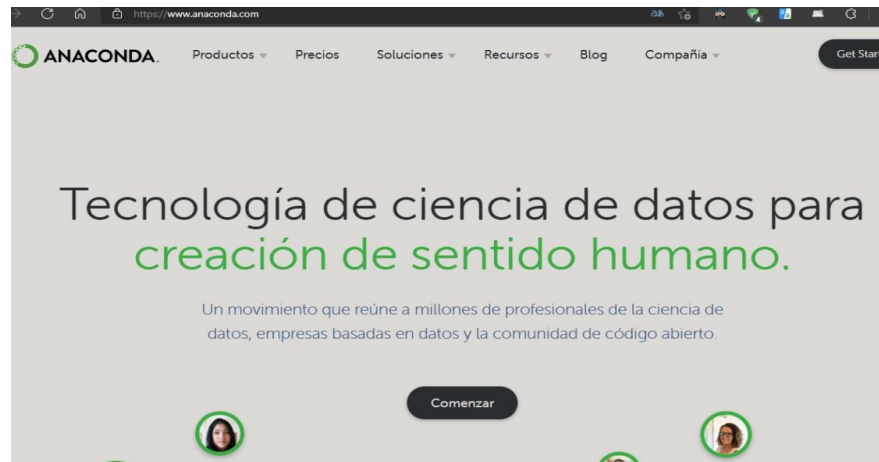 https://www.anaconda.com
ANACONDA. Productos Precios Soluciones Recursos Blog Compañía Get Star
Tecnología de ciencia de datos para
creación de sentido humano.
Un movimiento que reúne a millones de profesionales de la ciencia de
datos, empresas basadas en datos y la comunidad de código abierto.
Comenzar